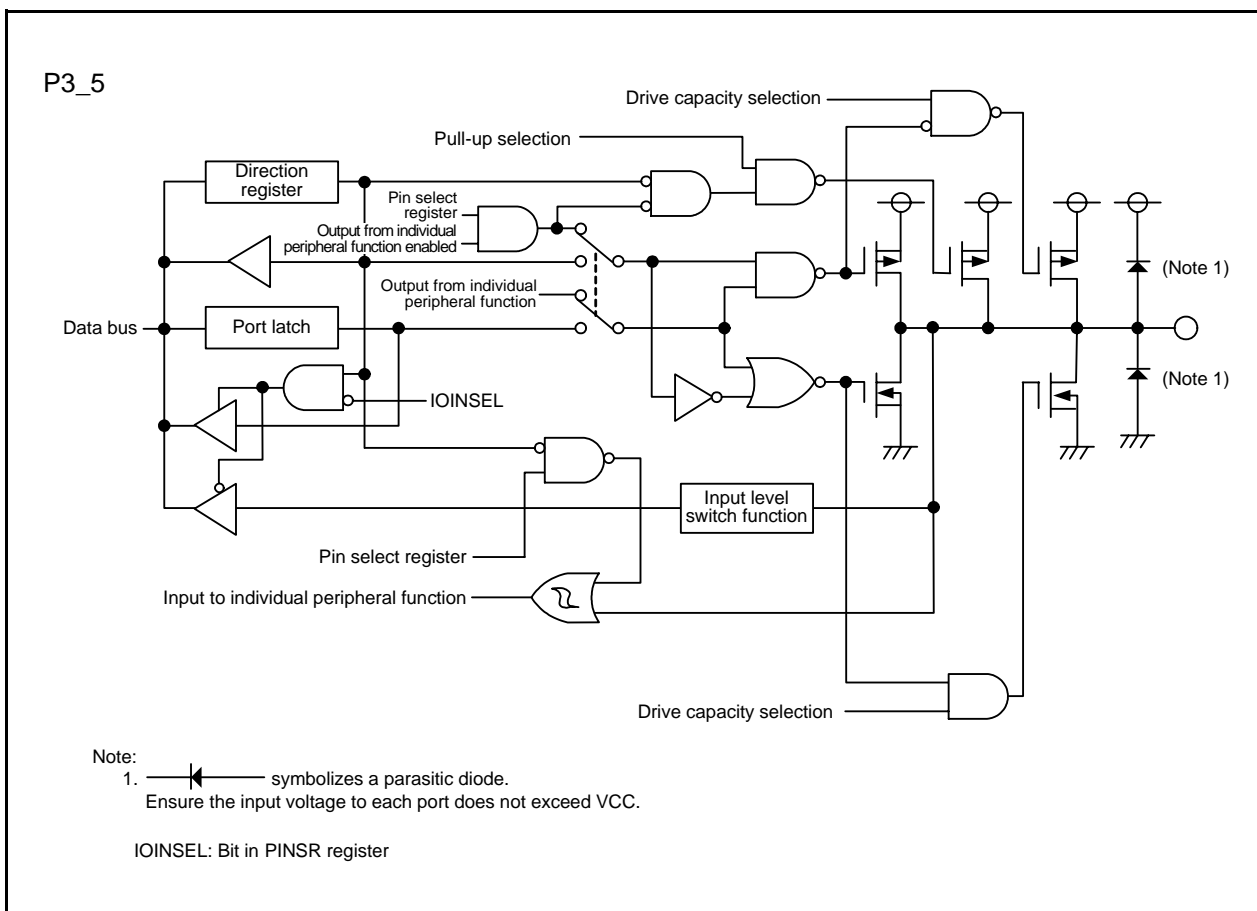 P3_5
Drive capacity selection
Pull-up selection
Direction
register
Pin select
register
Output from individual
peripheral function enabled
(Note 1)
Output from individual
peripheral function
Data bus
Port latch
(Note 1)
IOINSEL
Input level
switch function
Pin select register
Input to individual peripheral function
Drive capacity selection
Note:
1. symbolizes a parasitic diode.
Ensure the input voltage to each port does not exceed VCC.
IOINSEL: Bit in PINSR register